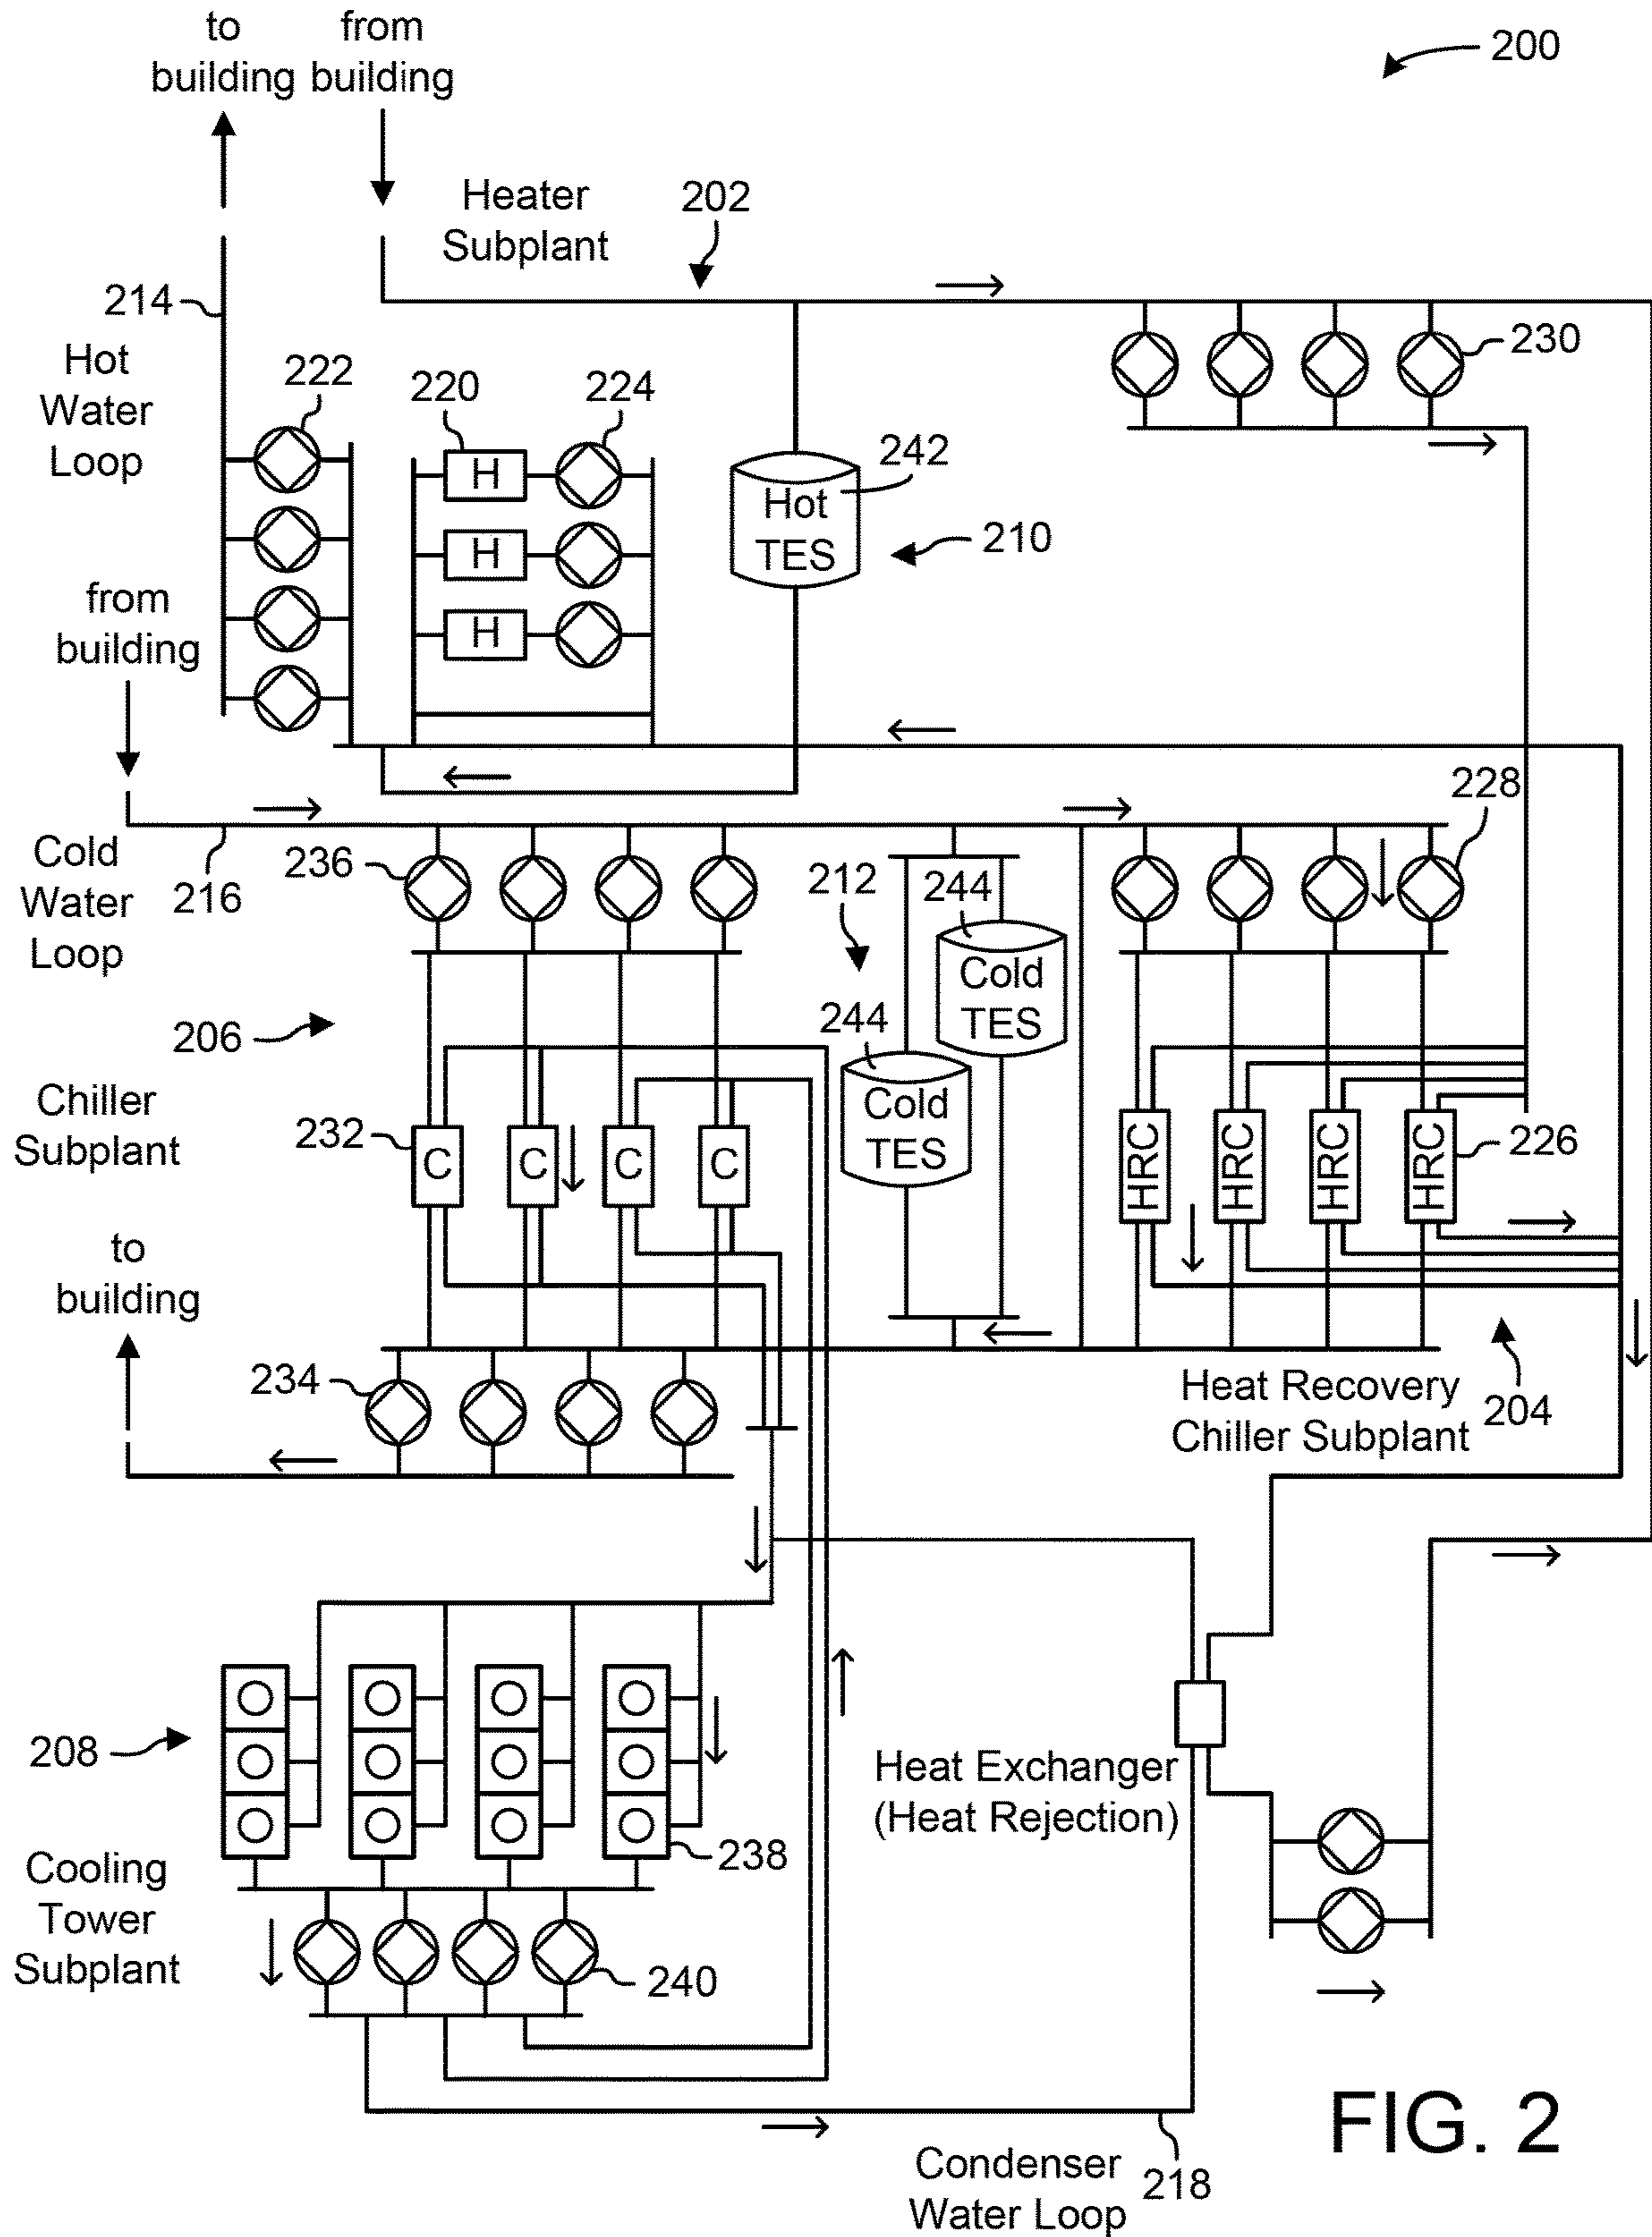 to from
building building
200
Heater
Subplant
202
214
Hot
Water
Loop
222
220
224
230
H
H
H
242
Hot
TES
210
from
building
228
Cold
Water
Loop
216
236
212
244
Cold
TES
244
Cold
TES
206
Chiller
Subplant
232
C
C
C
C
HRC
HRC
HRC
HRC
226
to
building
234
Heat Recovery
Chiller Subplant
204
208
Heat Exchanger
(Heat Rejection)
238
Cooling
Tower
Subplant
240
FIG. 2
Condenser
Water Loop
218